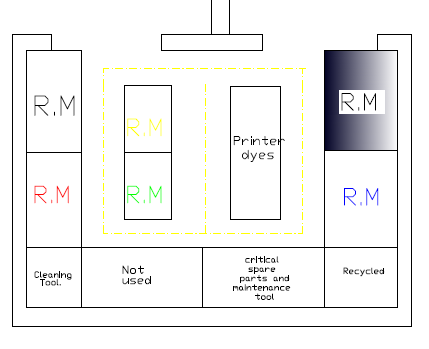 R.M
R.M
R.M
Printer
dyes
R.M
R.M
R.M
Cleaning
Tool.
Not
used
critical
spare
parts and
maintenance
tool
Recycled